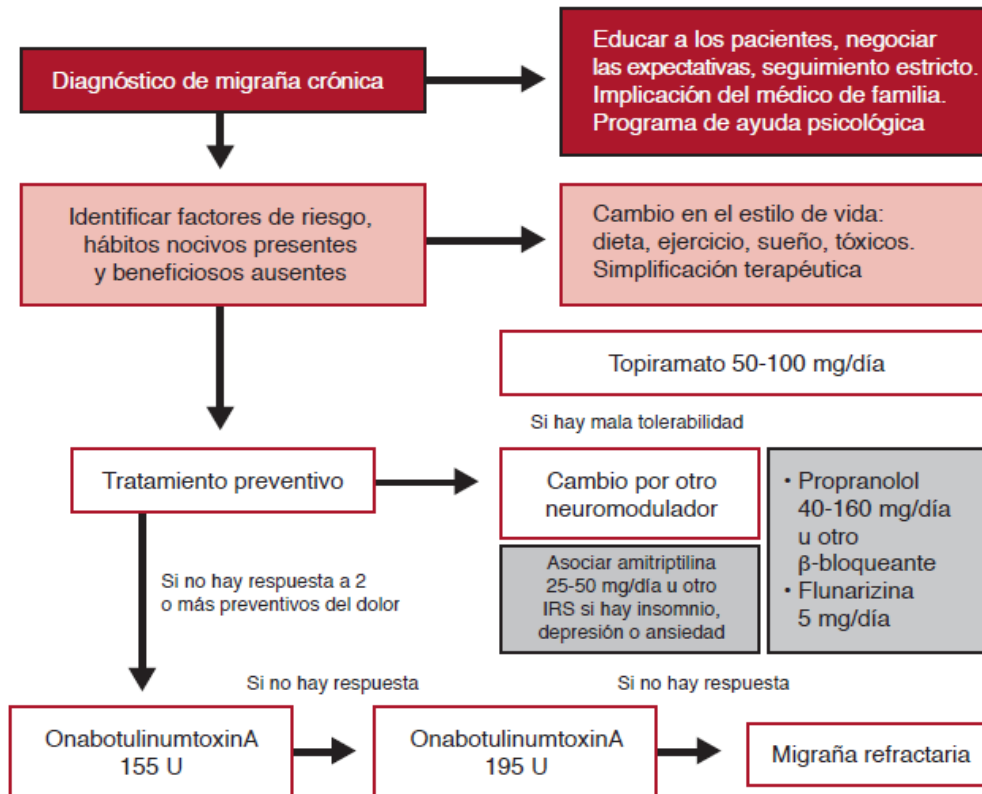 Diagnóstico de migraña crónica
Educar a los pacientes, negociar
las expectativas, seguimiento estricto.
Implicación del médico de familia.
Programa de ayuda psicológica
Identificar factores de riesgo,
hábitos nocivos presentes
y beneficiosos ausentes
Cambio en el estilo de vida:
dieta, ejercicio, sueño, tóxicos.
Simplificación terapéutica
Topiramato 50-100 mg/día
Si hay mala tolerabilidad
Tratamiento preventivo
Cambio por otro
neuromodulador
Asociar amitriptilina
25-50 mg/día u otro
IRS si hay insomnio,
depresión o ansiedad
• Propranolol
40-160 mg/día
u otro
β-bloqueante
• Flunarizina
5 mg/día
Si no hay respuesta a 2
o más preventivos del dolor
Si no hay respuesta
Si no hay respuesta
OnabotulinumtoxinA
155 U
OnabotulinumtoxinA
195 U
Migraña refractaria